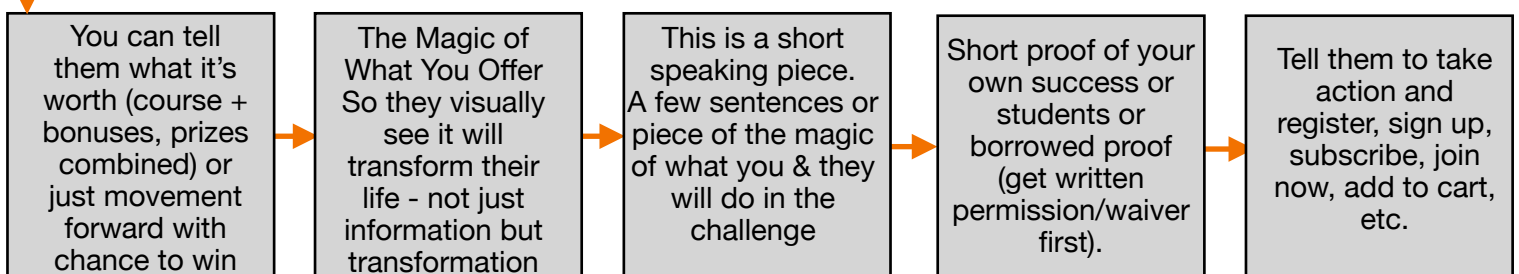 You can tell
them what it's
worth (course +
bonuses, prizes
combined) or
just movement
forward with
chance to win
The Magic of
What You Offer
So they visually
see it will
transform their
life - not just
information but
transformation
This is a short
speaking piece.
A few sentences or
piece of the magic
of what you & they
will do in the
challenge
Short proof of your
own success or
students or
borrowed proof
(get written
permission/waiver
first).
Tell them to take
action and
register, sign up,
subscribe, join
now, add to cart,
etc.